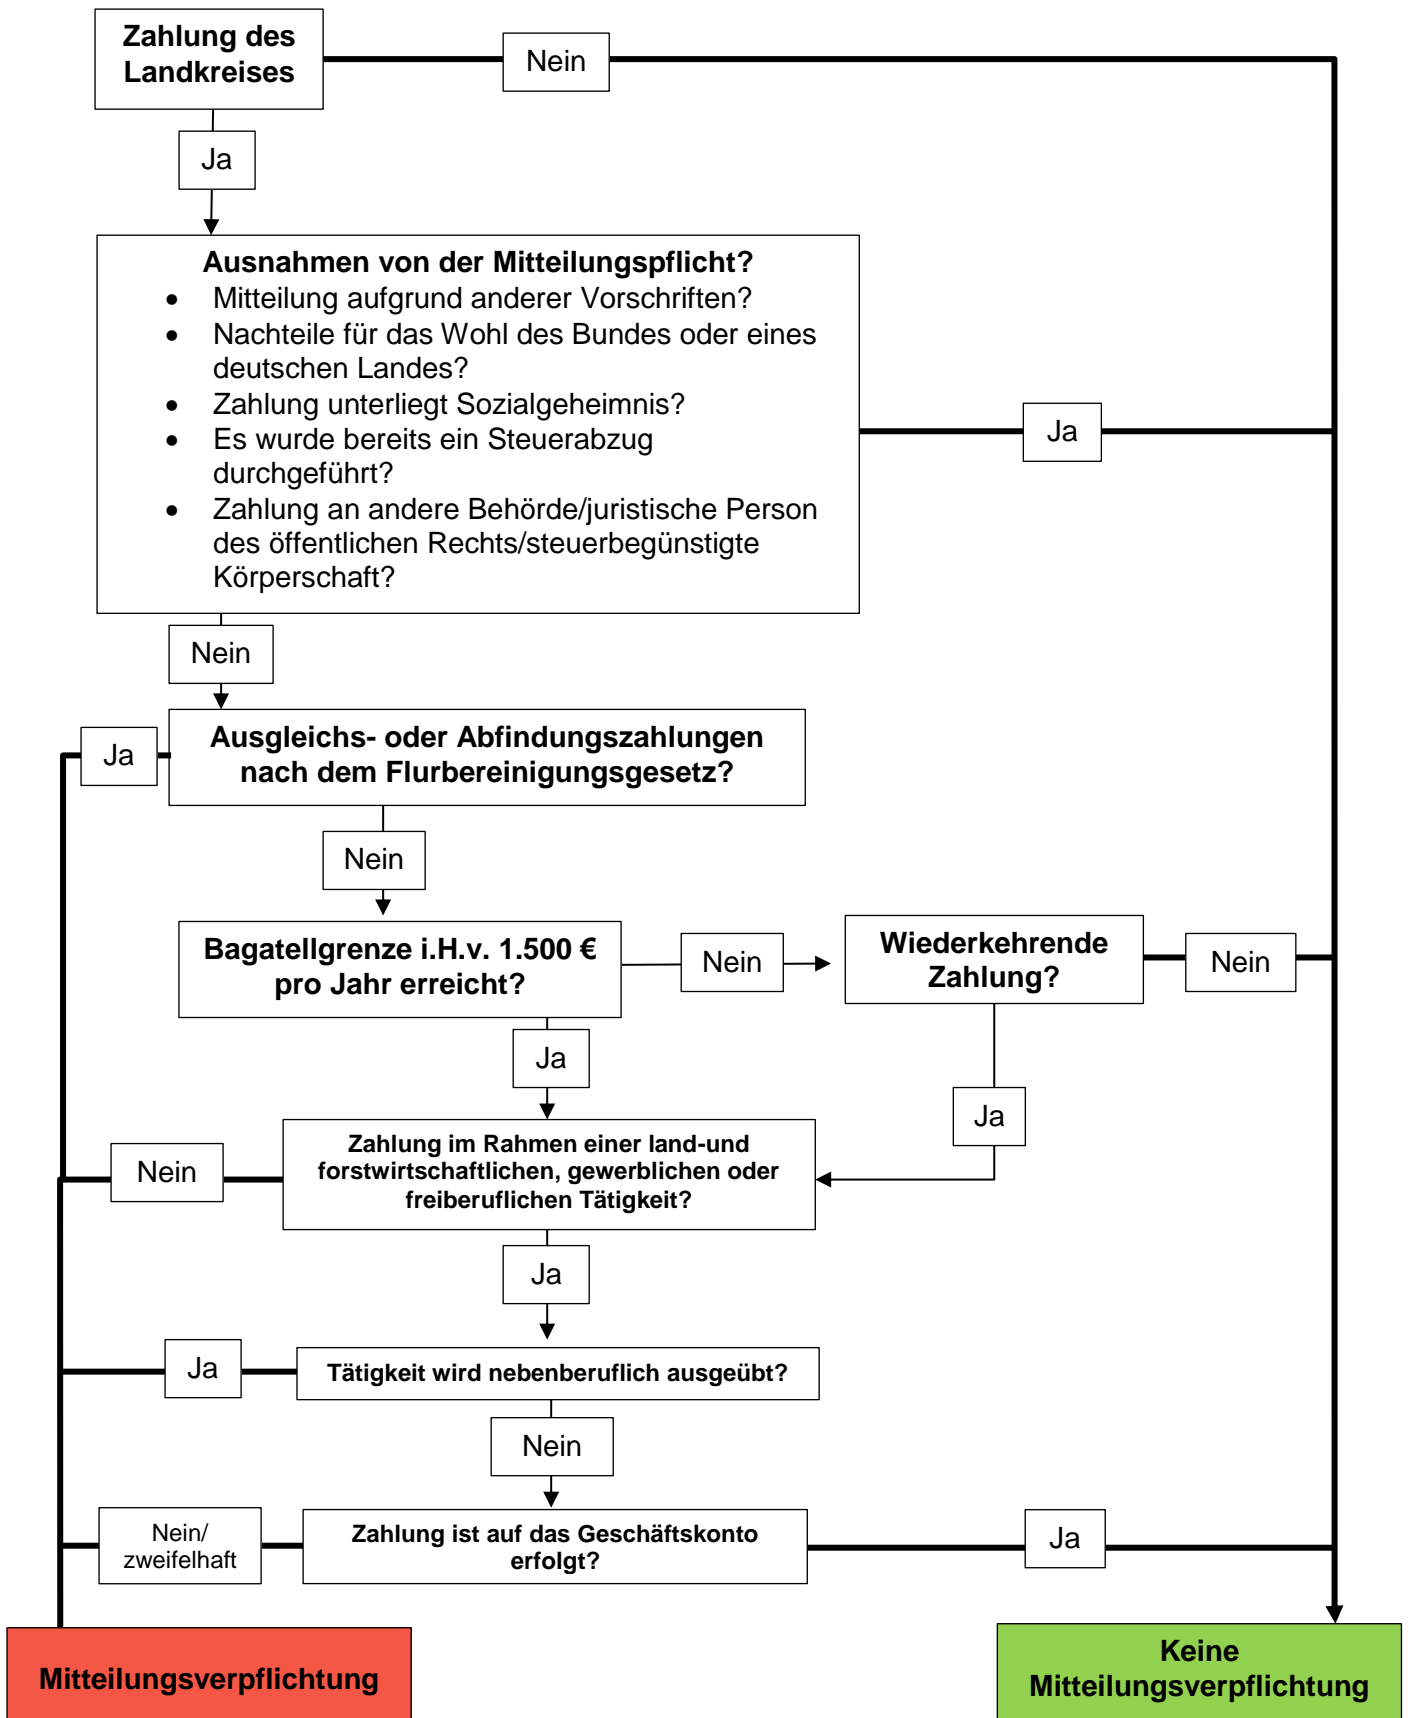 Zahlung des
Landkreises
Nein
Ja
Ausnahmen von der Mitteilungspflicht?
• Mitteilung aufgrund anderer Vorschriften?
• Nachteile für das Wohl des Bundes oder eines
deutschen Landes?
• Zahlung unterliegt Sozialgeheimnis?
• Es wurde bereits ein Steuerabzug
durchgeführt?
• Zahlung an andere Behörde/juristische Person
des öffentlichen Rechts/steuerbegünstigte
Körperschaft?
Ja
Nein
Ja
Ausgleichs- oder Abfindungszahlungen
nach dem Flurbereinigungsgesetz?
Nein
Bagatellgrenze i.H.v. 1.500 €
pro Jahr erreicht?
Nein
Wiederkehrende
Zahlung?
Nein
Ja
Ja
Nein
Zahlung im Rahmen einer land-und
forstwirtschaftlichen, gewerblichen oder
freiberuflichen Tätigkeit?
Ja
Ja
Tätigkeit wird nebenberuflich ausgeübt?
Nein
Nein/
zweifelhaft
Zahlung ist auf das Geschäftskonto
erfolgt?
Ja
Mitteilungsverpflichtung
Keine
Mitteilungsverpflichtung